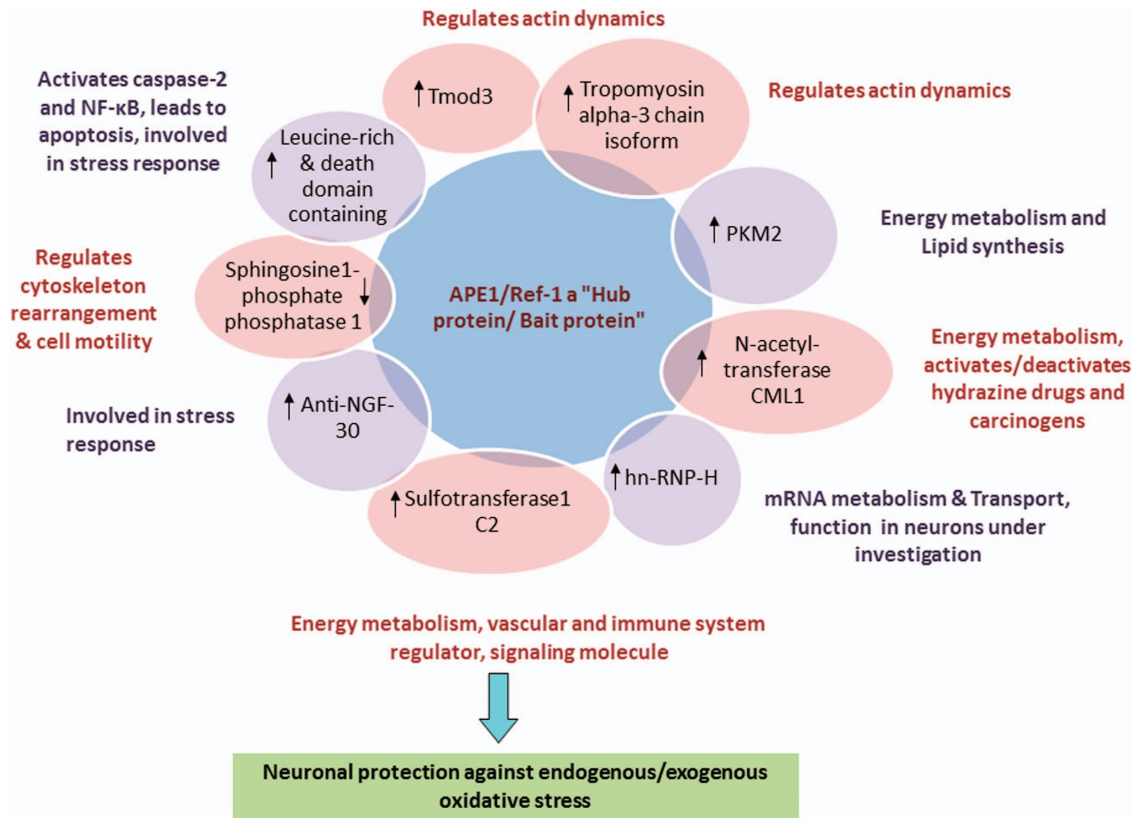 Regulates actin dynamics
↑ Tmod3
↑ Tropomyosin
alpha-3 chain
isoform
Regulates actin dynamics
Activates caspase-2
and NF-κB, leads to
apoptosis, involved
in stress response
↑ Leucine-rich
& death
domain
containing
↑ PKM2
Energy metabolism and
Lipid synthesis
Regulates
cytoskeleton
rearrangement
& cell motility
Sphingosine1-
phosphate ↓
phosphatase 1
APE1/Ref-1 a "Hub
protein/ Bait protein"
↑ N-acetyl-
transferase
CML1
Energy metabolism,
activates/deactivates
hydrazine drugs and
carcinogens
Involved in stress
response
↑ Anti-NGF-
30
↑ Sulfotransferase1
C2
↑ hn-RNP-H
mRNA metabolism & Transport,
function in neurons under
investigation
Energy metabolism, vascular and immune system
regulator, signaling molecule
Neuronal protection against endogenous/exogenous
oxidative stress